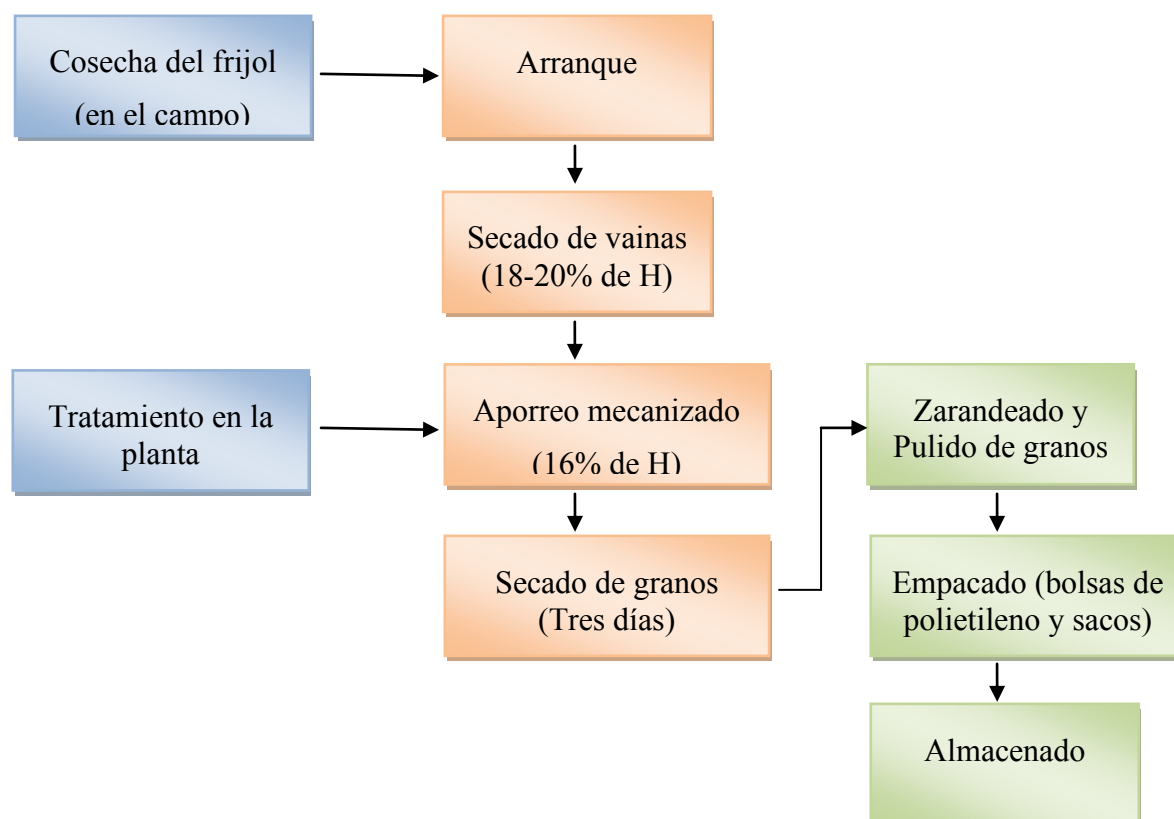 Cosecha del frijol
(en el campo)
Arranque
Secado de vainas
(18-20% de H)
Tratamiento en la
planta
Aporreo mecanizado
(16% de H)
Secado de granos
(Tres días)
Zarandeado y
Pulido de granos
Empacado (bolsas de
polietileno y sacos)
Almacenado